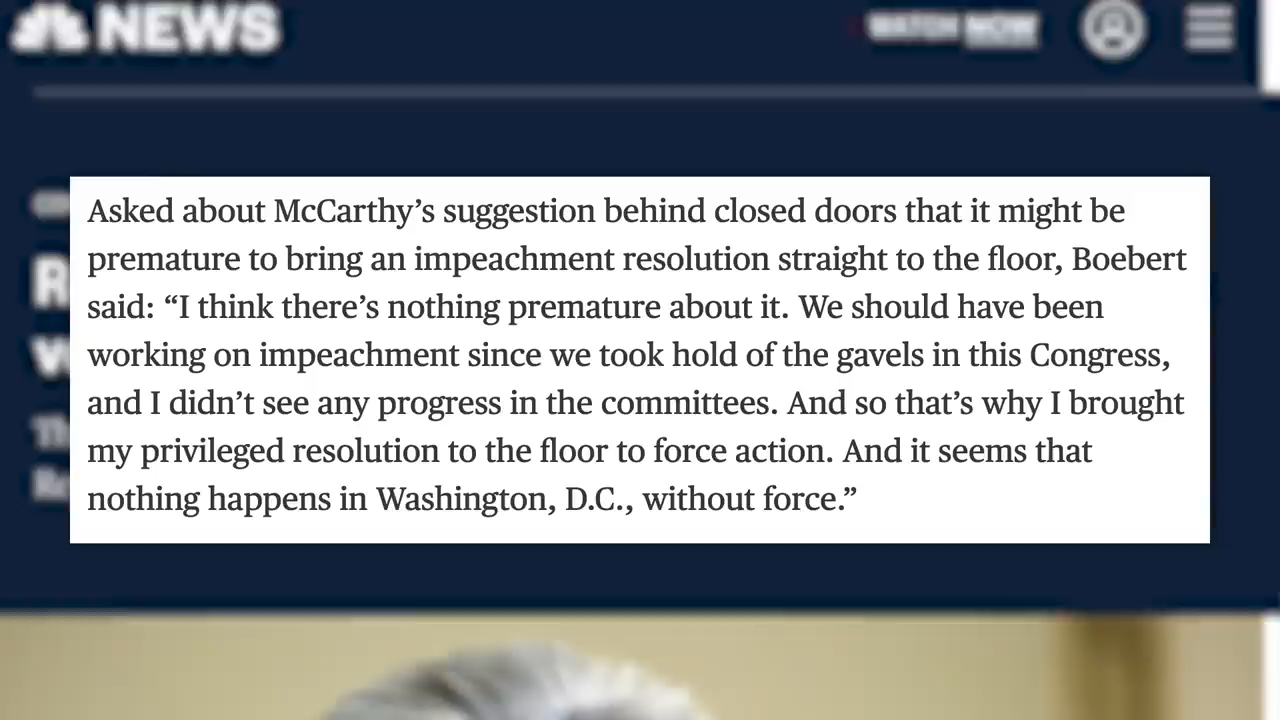 NEWS
WATCH NOW
Asked about McCarthy’s suggestion behind closed doors that it might be
premature to bring an impeachment resolution straight to the floor, Boebert
said: “I think there’s nothing premature about it. We should have been
working on impeachment since we took hold of the gavels in this Congress,
and I didn’t see any progress in the committees. And so that’s why I brought
my privileged resolution to the floor to force action. And it seems that
nothing happens in Washington, D.C., without force.”